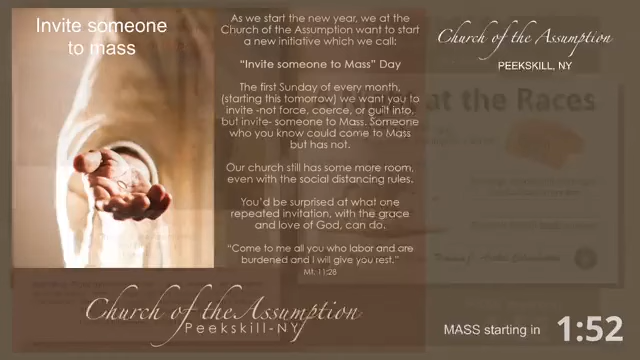 Invite someone
to mass
As we start the new year, we at the
Church of the Assumption want to start
a new initiative which we call:
“Invite someone to Mass” Day
The first Sunday of every month,
(starting this tomorrow) we want you to
invite -not force, coerce, or guilt into,
but invite- someone to Mass. Someone
who you know could come to Mass
but has not.
Our church still has some more room,
even with the social distancing rules.
You’d be surprised at what one
repeated invitation, with the grace
and love of God, can do.
“Come to me all you who labor and are
burdened and I will give you rest.”
Mt. 11:28
Church of the Assumption
Peekskill-NY
Church of the Assumption
PEEKSKILL, NY
at the Races
MASS starting in 1:52